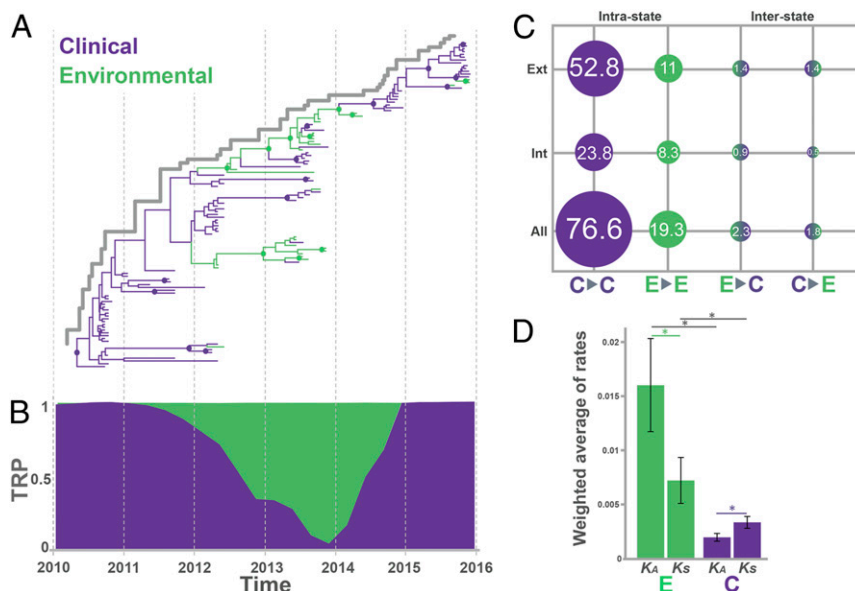 A
Clinical
Environmental
B
TRP
1
0.5
0
2010 2011 2012 2013 2014 2015 2016
Time
C
Intra-state Inter-state
Ext 52.8 11 1.4 1.4
Int 23.8 8.3 0.9 0.5
All 76.6 19.3 2.3 1.8
C▶C E▶E E▶C C▶E
D
Weighted average of rates
0.02
0.015
0.01
0.005
0
* * * *
KA KS KA KS
E C